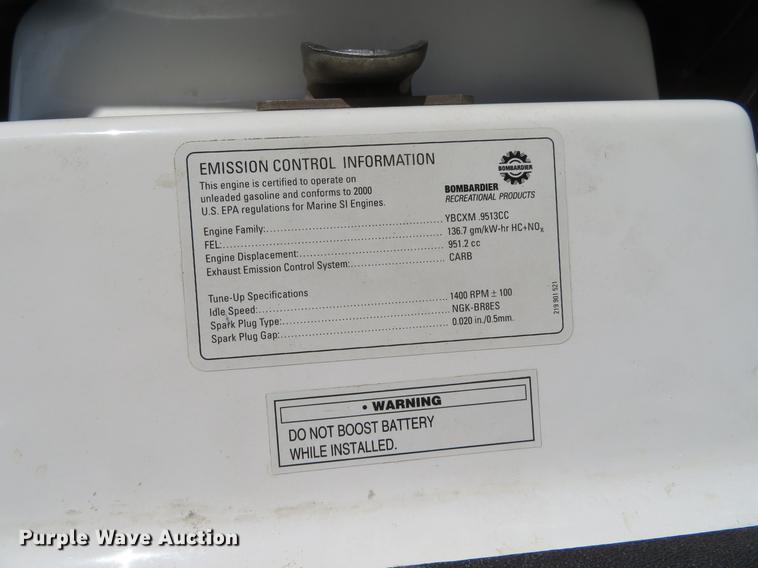 EMISSION CONTROL INFORMATION
This engine is certified to operate on
unleaded gasoline and conforms to 2000
U.S. EPA regulations for Marine SI Engines.
BOMBARDIER
BOMBARDIER
RECREATIONAL PRODUCTS
Engine Family:................YBCXM .9513CC
FEL:................136.7 gm/kW-hr HC+NOx
Engine Displacement:................951.2 cc
Exhaust Emission Control System:................CARB
Tune-Up Specifications
Idle Speed:................1400 RPM ± 100
Spark Plug Type:................NGK-BR8ES
Spark Plug Gap:................0.020 in./0.5mm.
219 901 521
• WARNING
DO NOT BOOST BATTERY
WHILE INSTALLED.
Purple Wave Auction